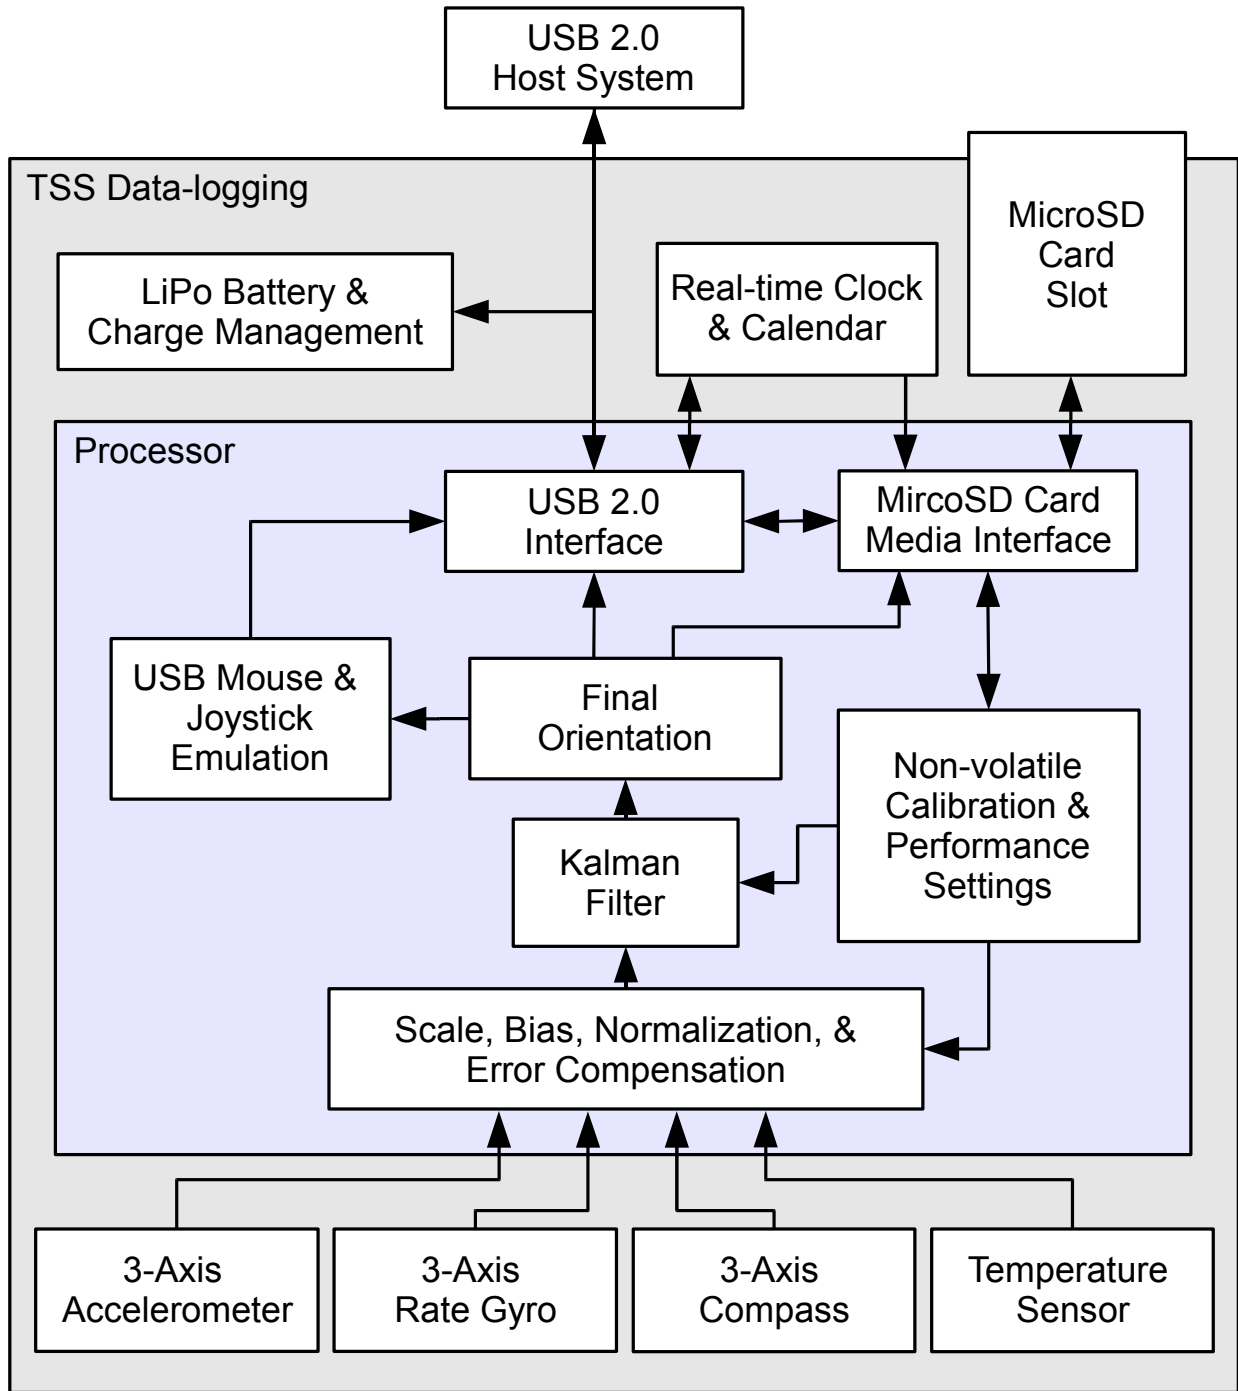 USB 2.0
Host System
TSS Data-logging
MicroSD
Card
Slot
LiPo Battery &
Charge Management
Real-time Clock
& Calendar
Processor
USB 2.0
Interface
MircoSD Card
Media Interface
USB Mouse &
Joystick
Emulation
Final
Orientation
Non-volatile
Calibration &
Performance
Settings
Kalman
Filter
Scale, Bias, Normalization, &
Error Compensation
3-Axis
Accelerometer
3-Axis
Rate Gyro
3-Axis
Compass
Temperature
Sensor